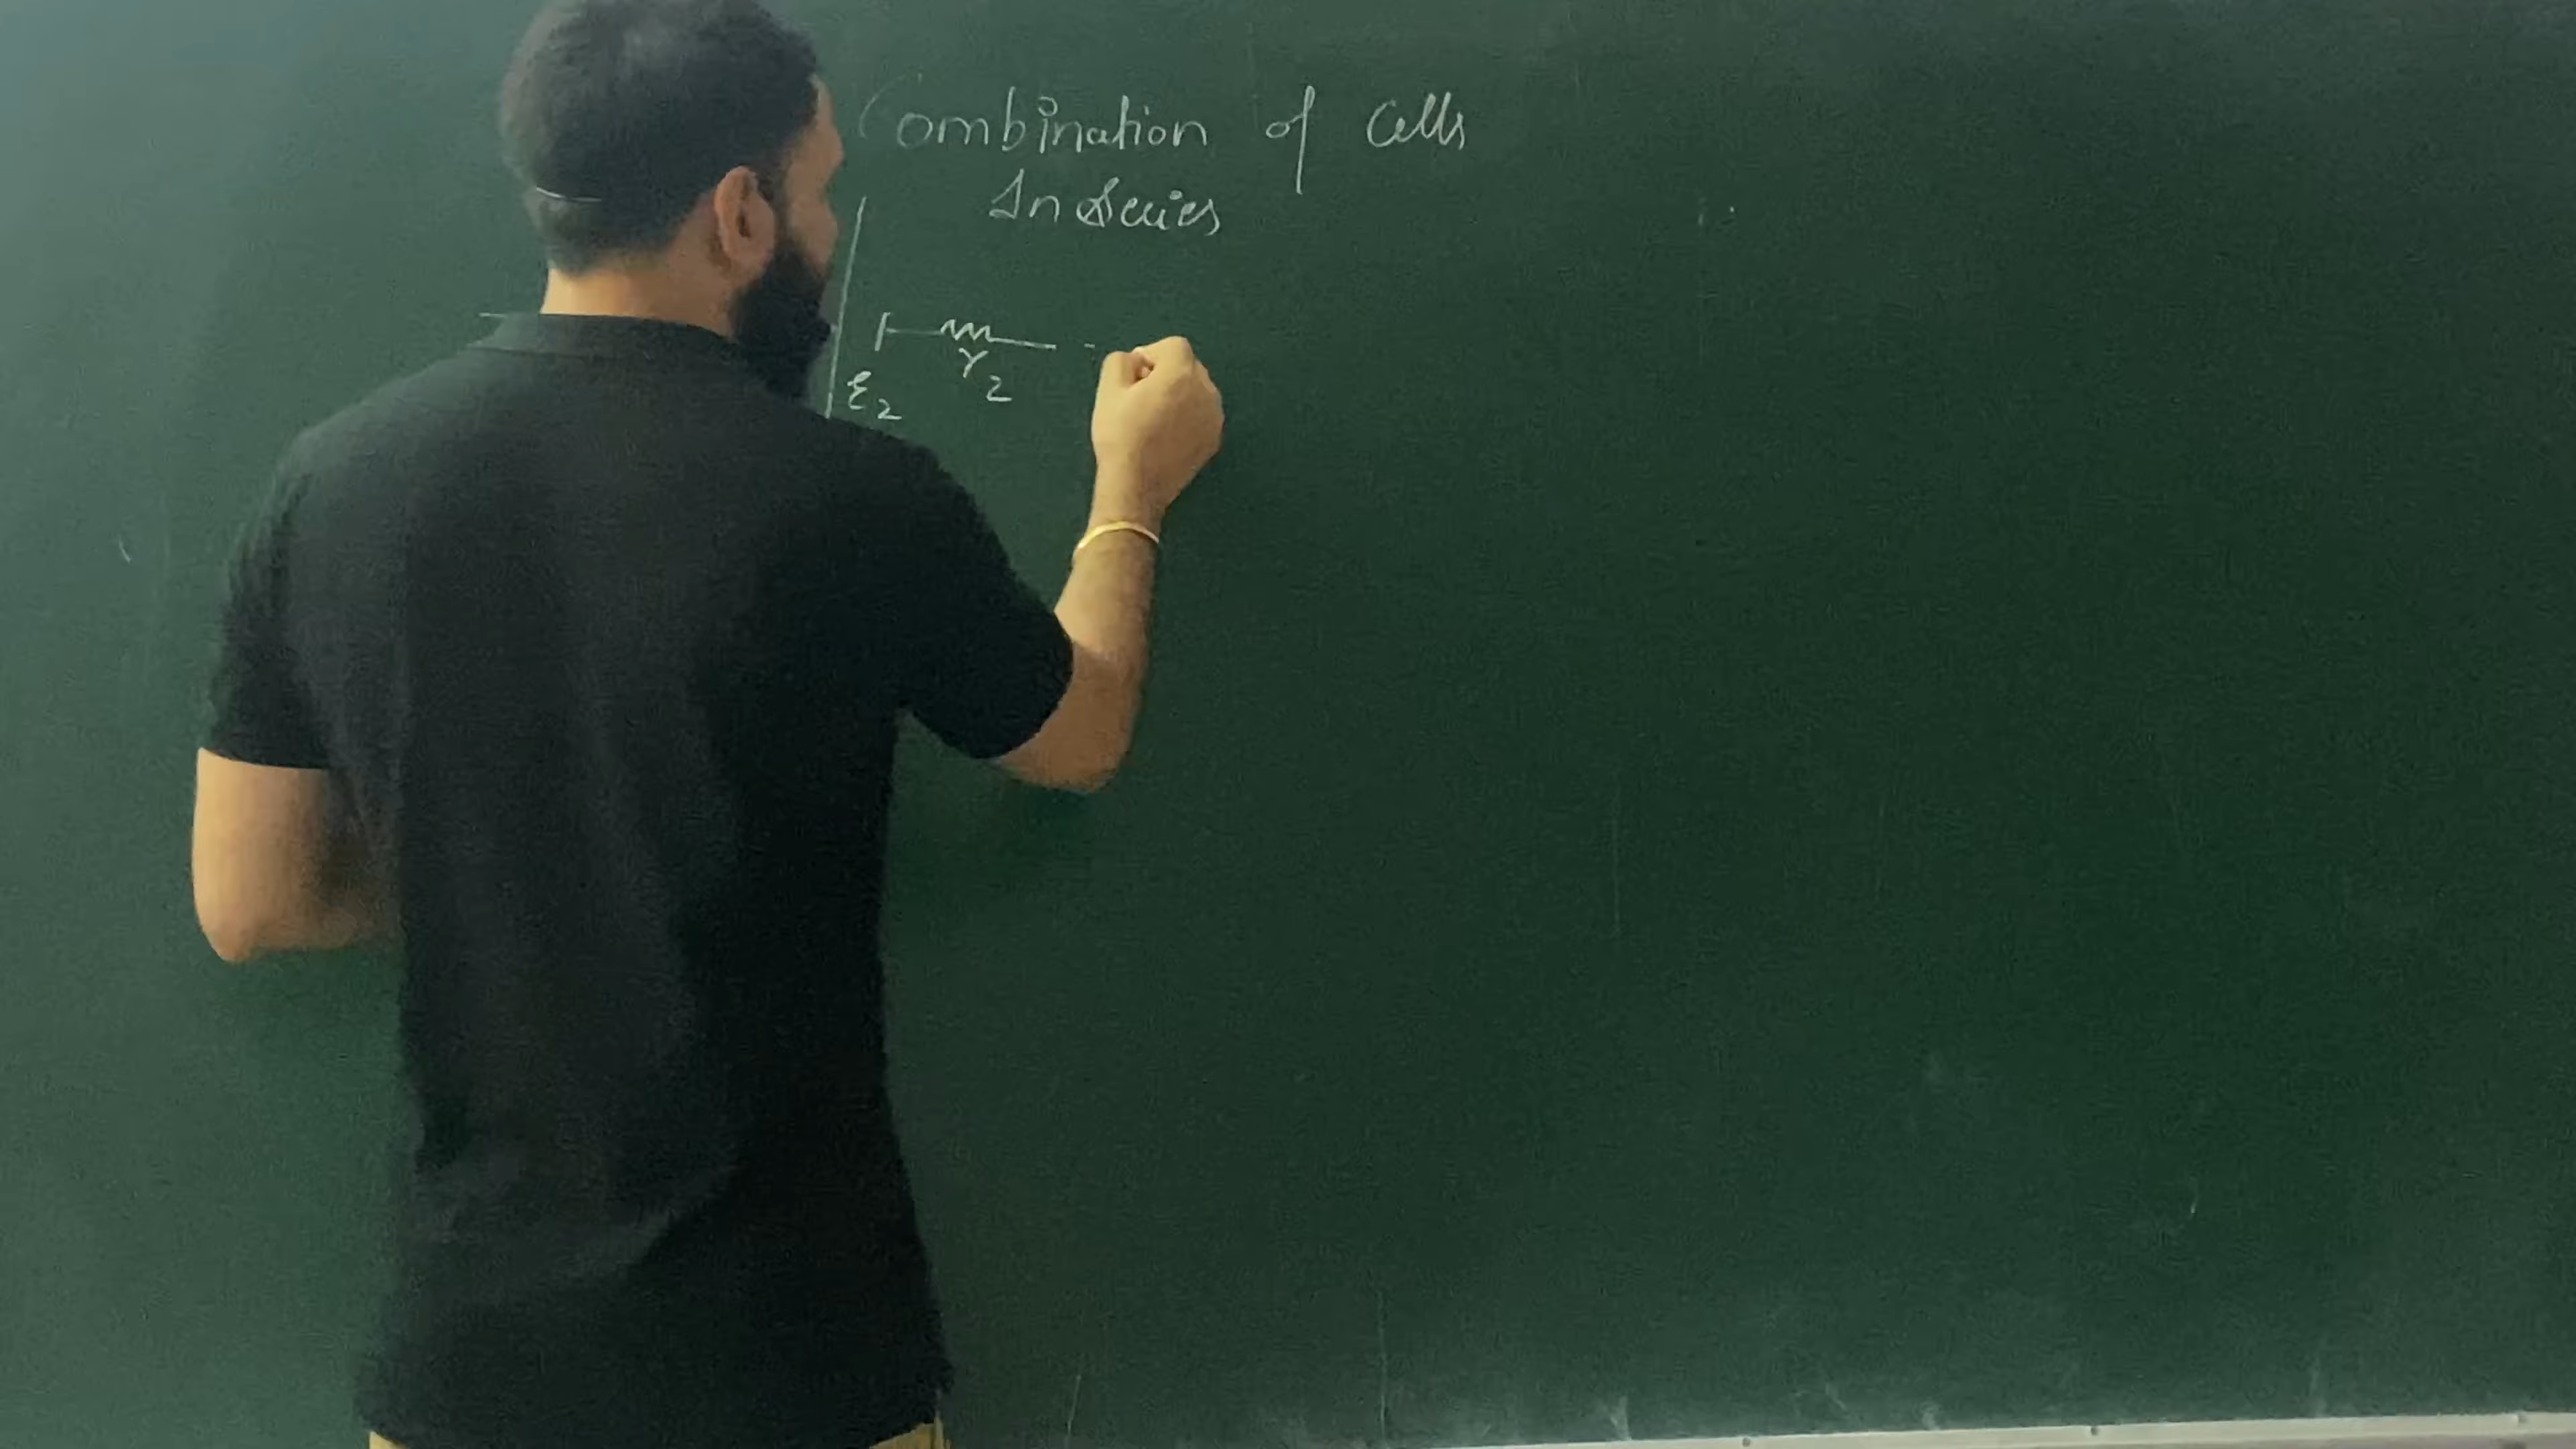 Combination of Cells
In Series
r2
ε2